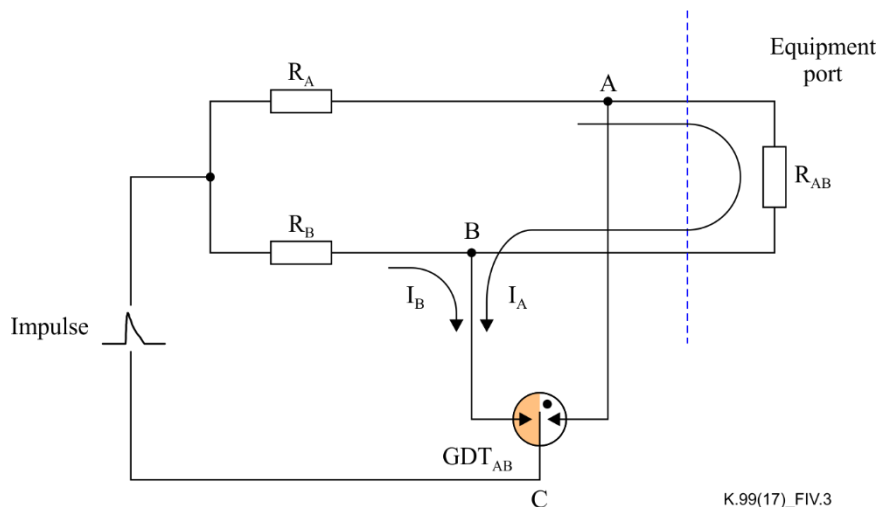 Equipment
port
R_A
A
R_AB
R_B
B
I_B
I_A
Impulse
GDT_AB
C
K.99(17)_FIV.3